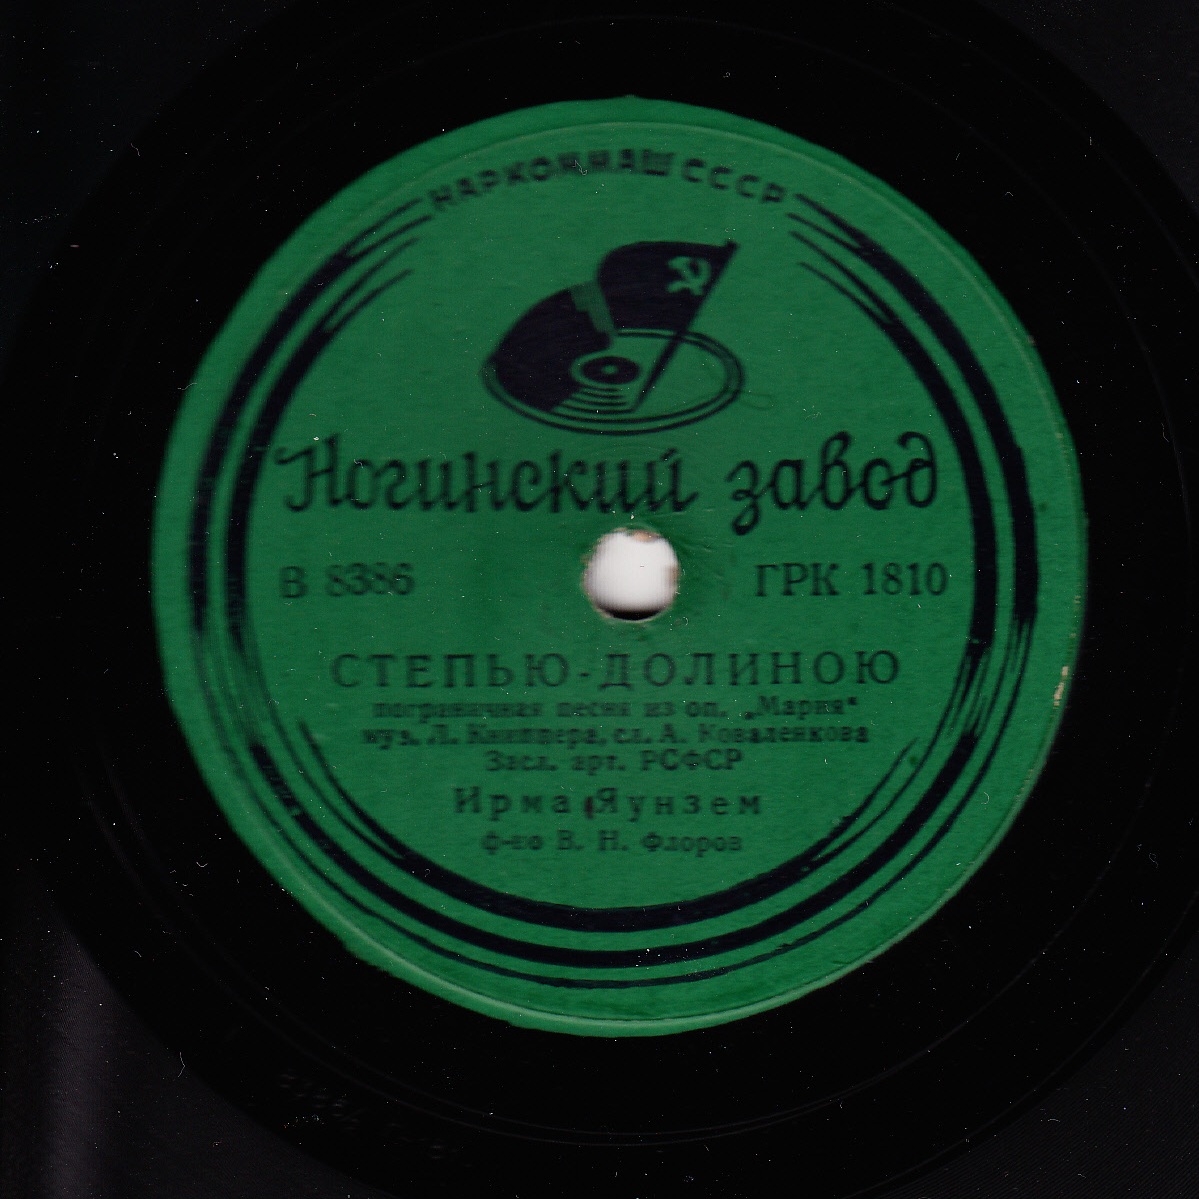 НАРКОММАШ СССР
Ногинский завод
В 8386 ГРК 1810
СТЕПЬЮ-ДОЛИНОЮ
пограничная песня из оп. „Мария“
муз. Л. Книппера, сл. А. Коваленкова
Засл. арт. РСФСР
Ирма Яунзем
ф-но В. Н. Флоров